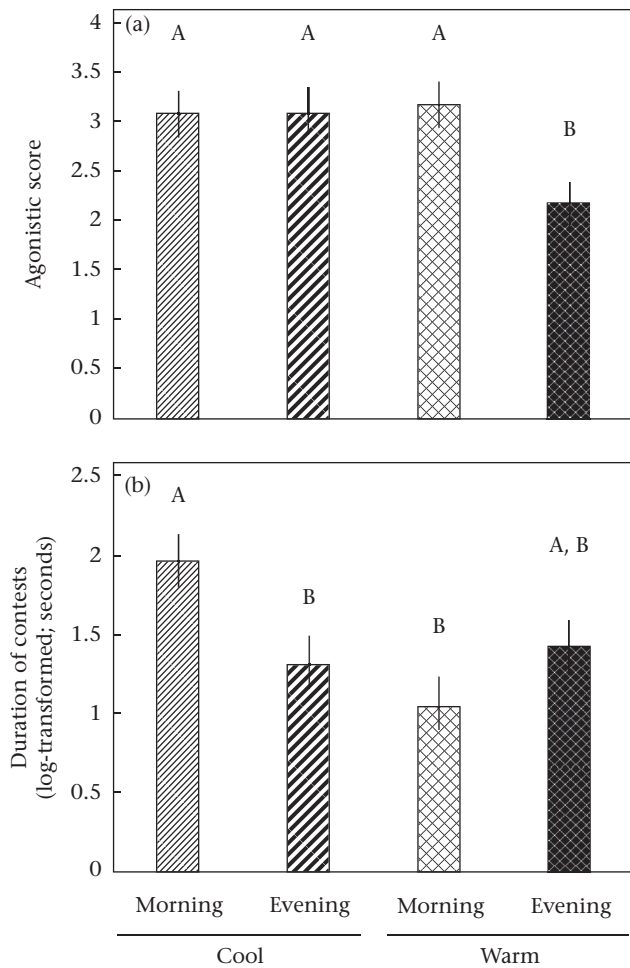 (a)
A
A
A
B
4
3.5
3
2.5
2
1.5
1
0.5
0
Agonistic score
(b)
A
B
B
A, B
2.5
2
1.5
1
0.5
0
Duration of contests
(log-transformed; seconds)
Morning Evening Morning Evening
Cool Warm